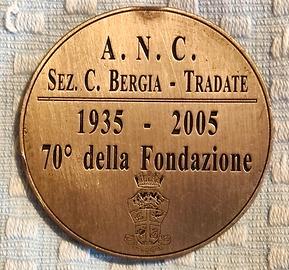 A. N. C.
SEZ. C. BERGIA - TRADATE
1935 - 2005
70° della Fondazione